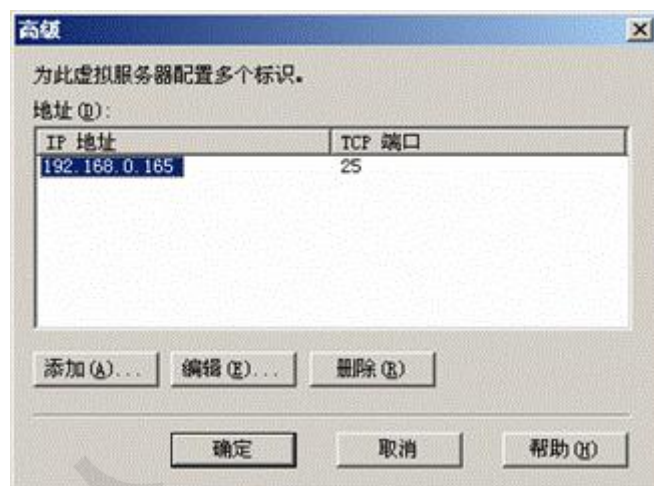 高级
为此虚拟服务器配置多个标识。
地址(D):
IP 地址 TCP 端口
192.168.0.165 25
添加(A)... 编辑(E)... 删除(R)
确定 取消 帮助(H)